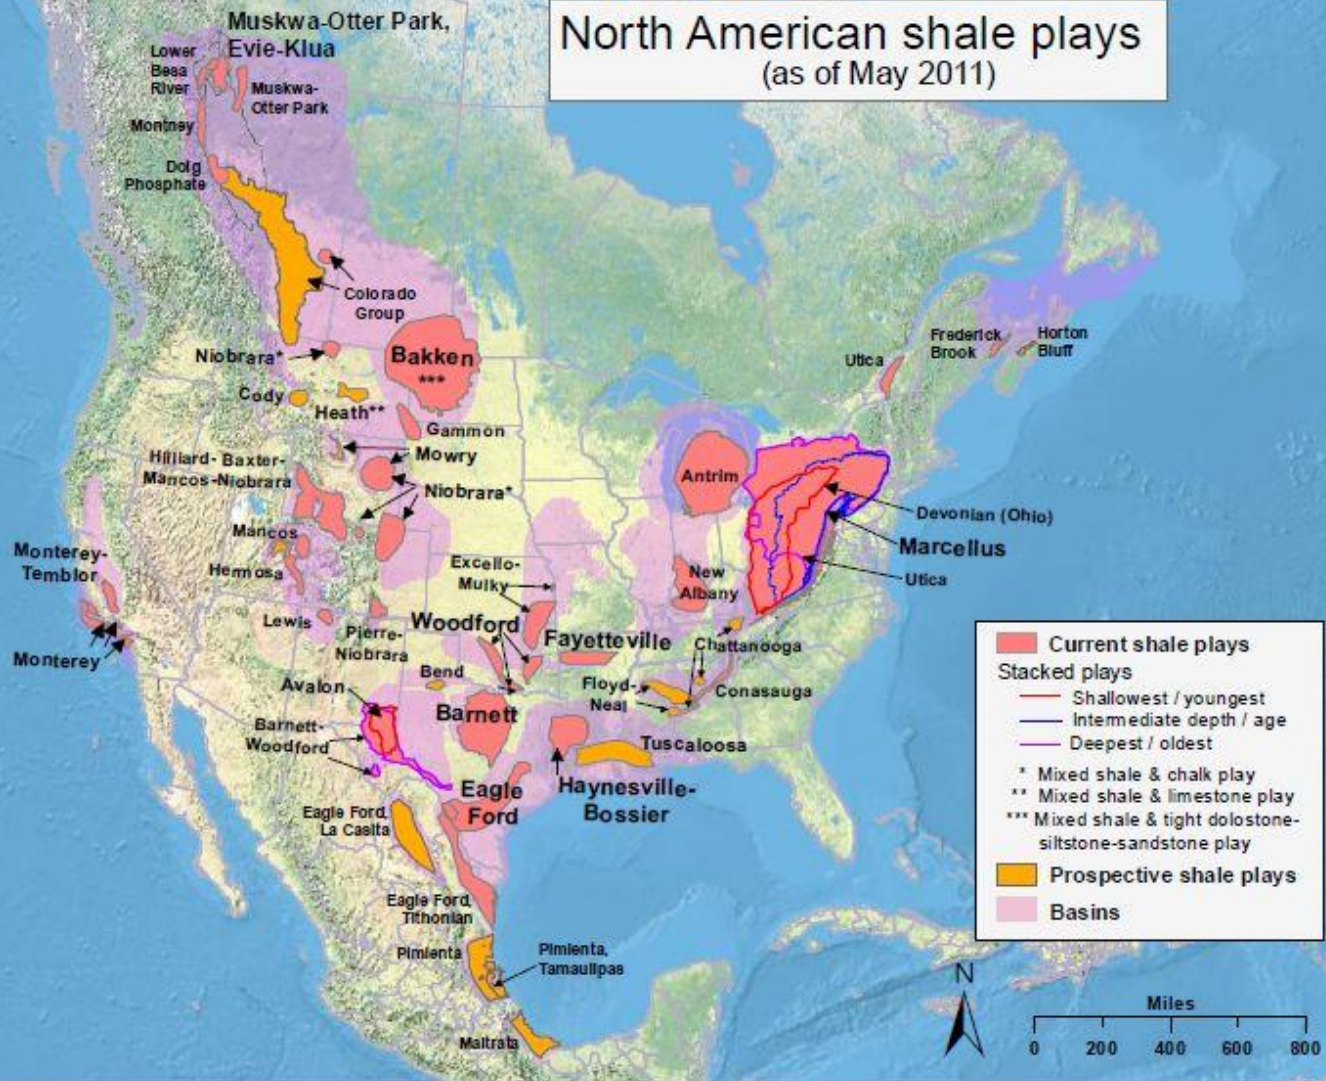 North American shale plays
(as of May 2011)
Muskwa-Otter Park,
Evie-Klua
Lower
Besa
River
Muskwa-
Otter Park
Montney
Doig
Phosphate
Colorado
Group
Niobrara*
Bakken
***
Cody
Heath**
Gammon
Mowry
Hilliard- Baxter-
Mancos-Niobrara
Niobrara*
Mancos
Hermosa
Monterey-
Temblor
Monterey
Lewis
Pierre-
Niobrara
Excello-
Mulky
Woodford
Fayetteville
Bend
Avalon
Barnett-
Woodford
Barnett
Eagle
Ford
Haynesville-
Bossier
Tuscaloosa
Floyd-
Neal
Conasauga
Chattanooga
New
Albany
Antrim
Utica
Frederick
Brook
Horton
Bluff
Devonian (Ohio)
Marcellus
Utica
Eagle Ford,
La Casita
Eagle Ford,
Tithonian
Pimienta
Pimienta,
Tamaulipas
Maltrata
Current shale plays
Stacked plays
Shallowest / youngest
Intermediate depth / age
Deepest / oldest
* Mixed shale & chalk play
** Mixed shale & limestone play
*** Mixed shale & tight dolostone-
siltstone-sandstone play
Prospective shale plays
Basins
N
Miles
0 200 400 600 800